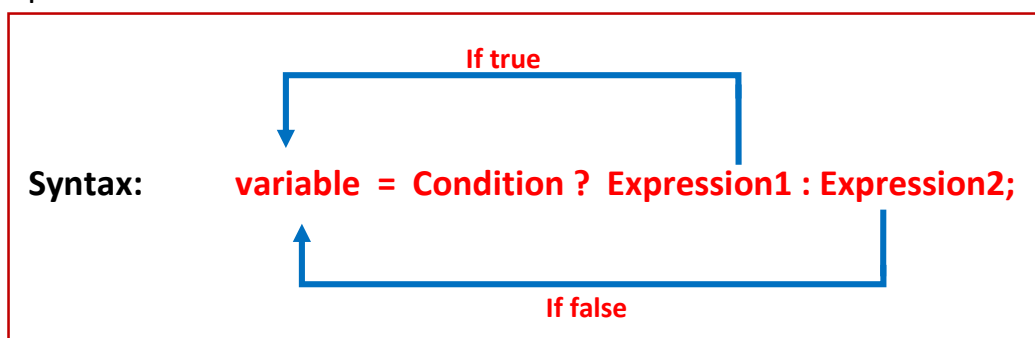 If true
Syntax: variable = Condition ? Expression1 : Expression2;
If false